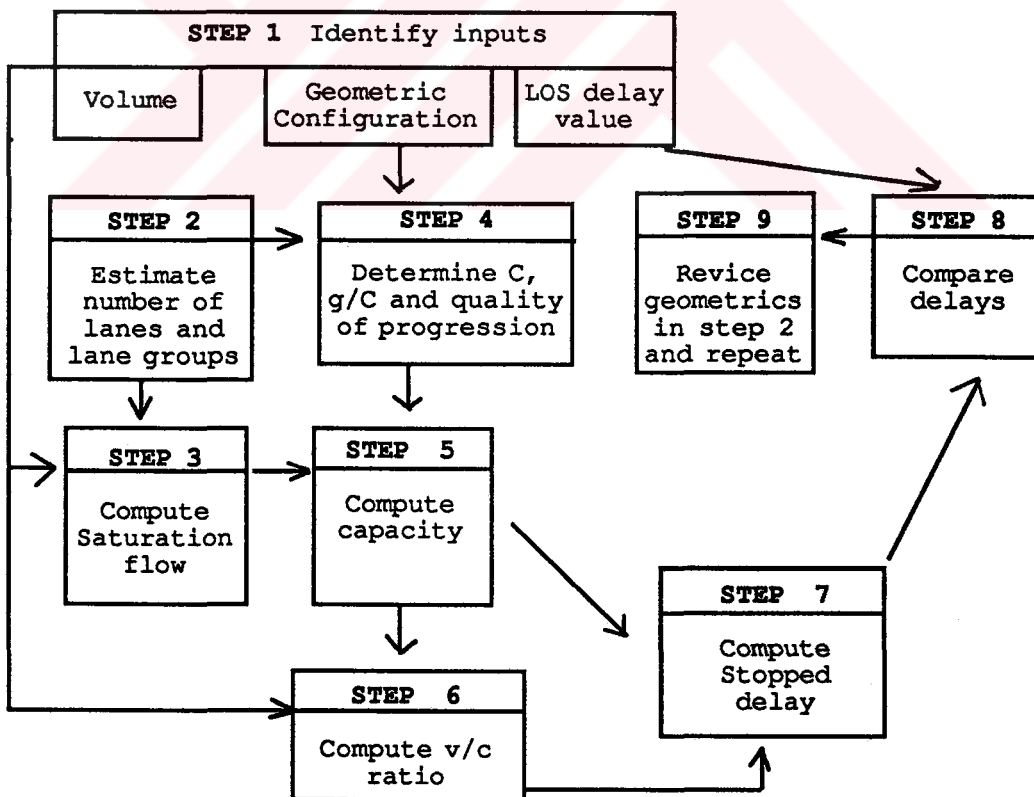 STEP 1 Identify inputs
Volume
Geometric
Configuration
LOS delay
value
STEP 2
Estimate
number of
lanes and
lane groups
STEP 4
Determine C,
g/C and quality
of progression
STEP 9
Revice
geometrics
in step 2
and repeat
STEP 8
Compare
delays
STEP 3
Compute
Saturation
flow
STEP 5
Compute
capacity
STEP 7
Compute
Stopped
delay
STEP 6
Compute v/c
ratio